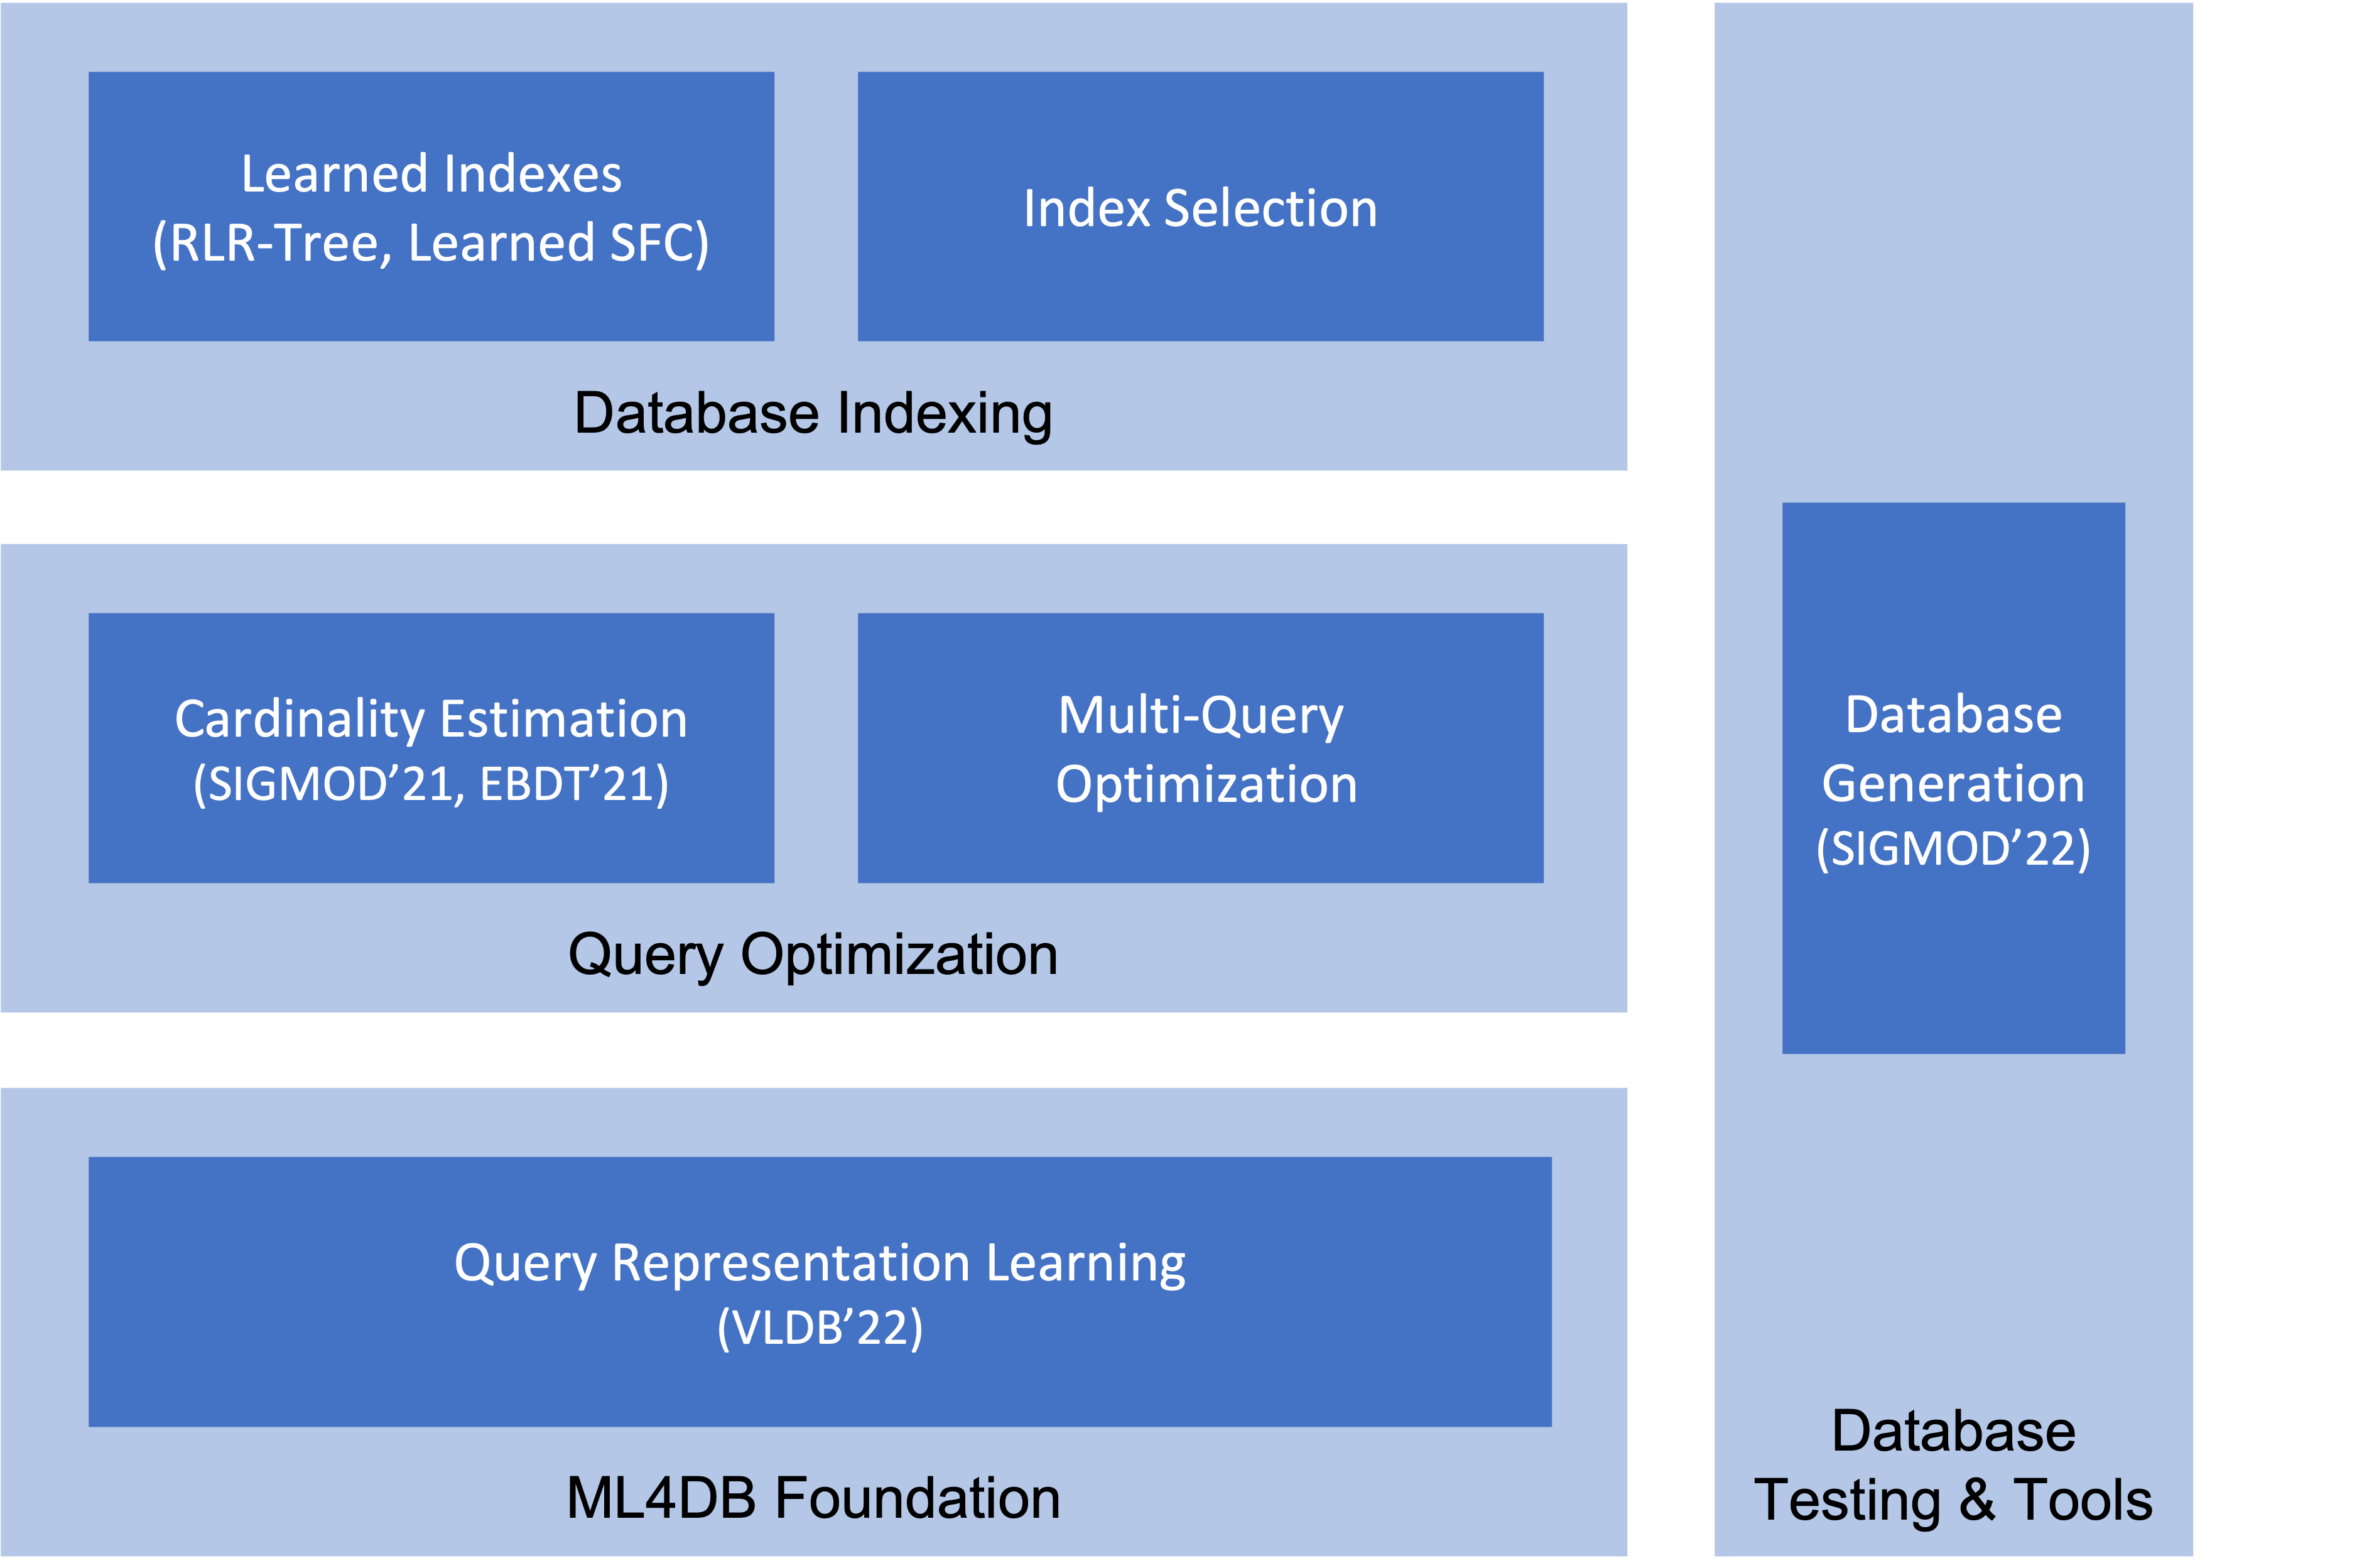 Learned Indexes
(RLR-Tree, Learned SFC)
Index Selection
Database Indexing
Cardinality Estimation
(SIGMOD’21, EBDT’21)
Multi-Query
Optimization
Query Optimization
Query Representation Learning
(VLDB’22)
ML4DB Foundation
Database
Generation
(SIGMOD’22)
Database
Testing & Tools